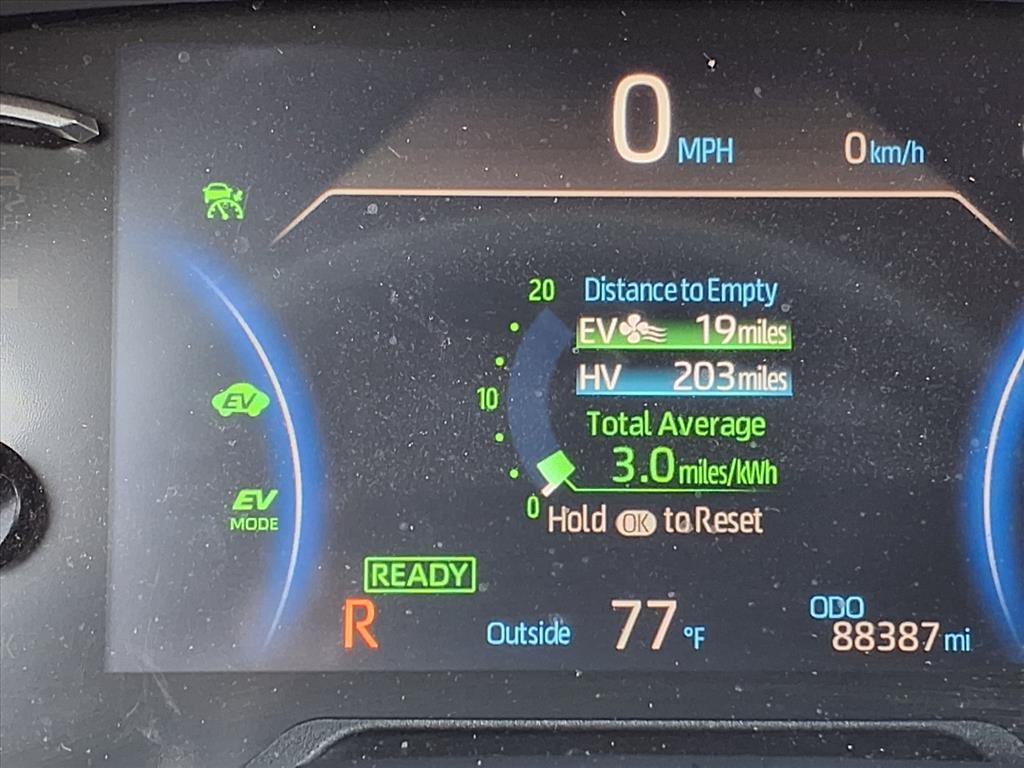 0 MPH 0 km/h
20 Distance to Empty
EV 19 miles
HV 203 miles
10
Total Average
3.0 miles/kWh
0
Hold OK to Reset
EV
EV
MODE
READY
R
Outside 77 °F
ODO
88387 mi